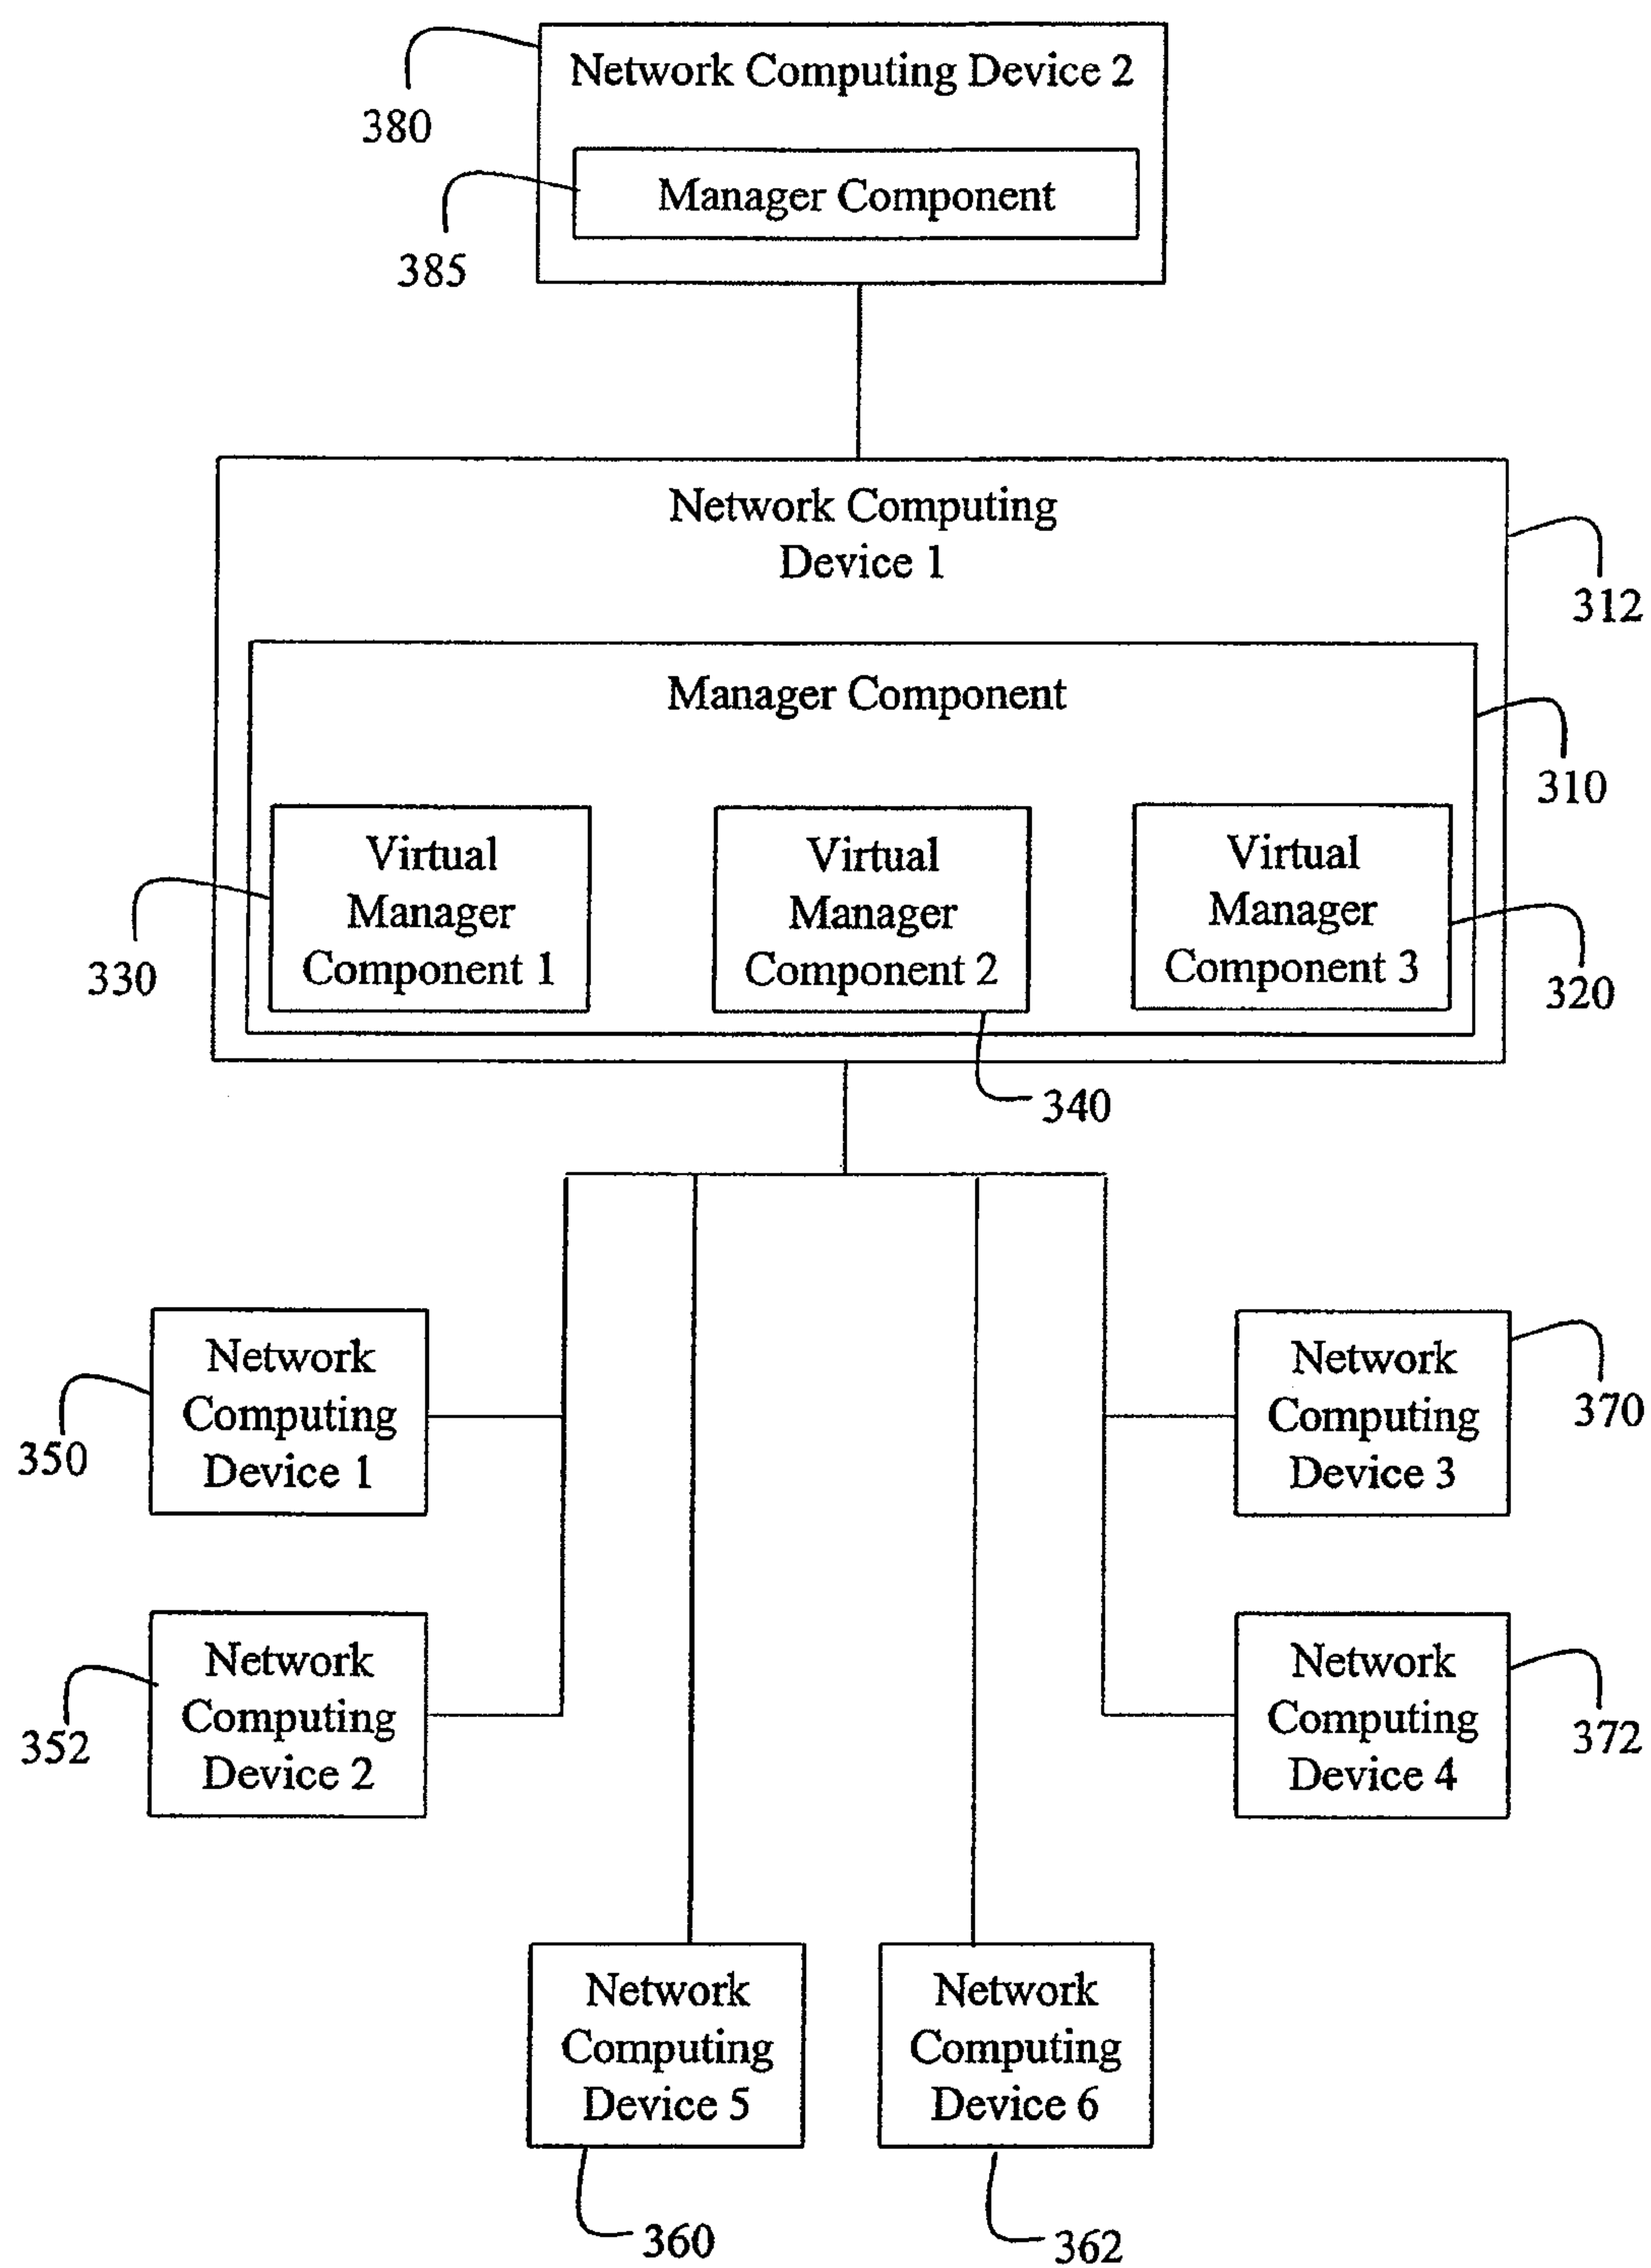 Network Computing Device 2
380
Manager Component
385
Network Computing
Device 1
312
Manager Component
310
Virtual
Manager
Component 1
330
Virtual
Manager
Component 2
340
Virtual
Manager
Component 3
320
Network
Computing
Device 1
350
Network
Computing
Device 3
370
Network
Computing
Device 2
352
Network
Computing
Device 4
372
Network
Computing
Device 5
360
Network
Computing
Device 6
362